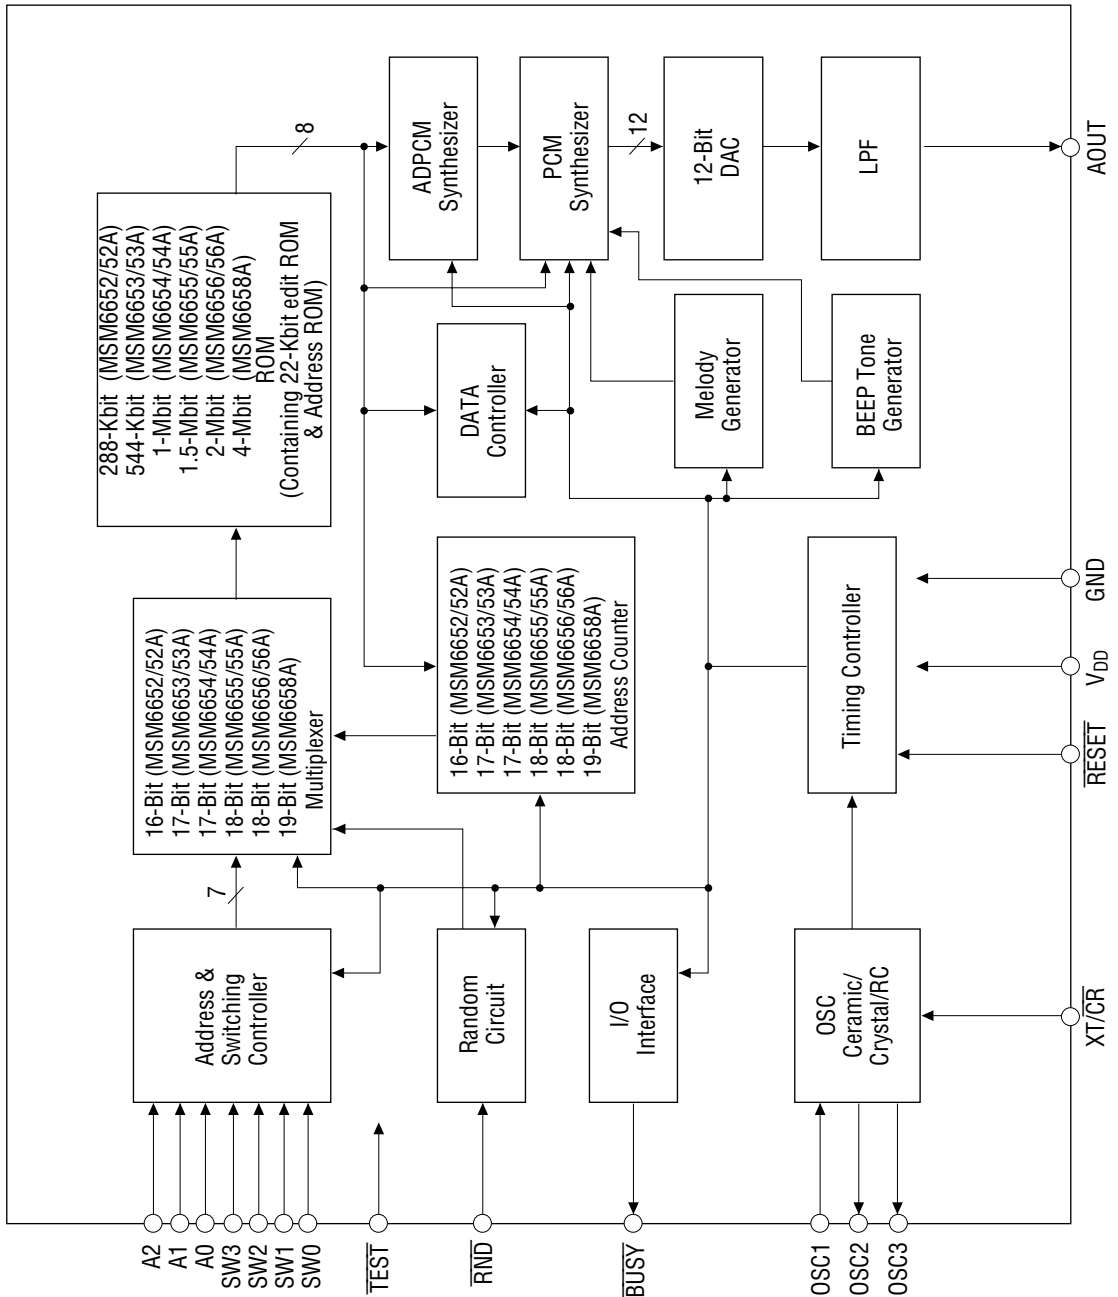 A2
A1
A0
SW3
SW2
SW1
SW0
TEST
RND
BUSY
OSC1
OSC2
OSC3
Address &
Switching
Controller
7
16-Bit (MSM6652/52A)
17-Bit (MSM6653/53A)
17-Bit (MSM6654/54A)
18-Bit (MSM6655/55A)
18-Bit (MSM6656/56A)
19-Bit (MSM6658A)
Multiplexer
288-Kbit (MSM6652/52A)
544-Kbit (MSM6653/53A)
1-Mbit (MSM6654/54A)
1.5-Mbit (MSM6655/55A)
2-Mbit (MSM6656/56A)
4-Mbit (MSM6658A)
ROM
(Containing 22-Kbit edit ROM
& Address ROM)
8
Random
Circuit
16-Bit (MSM6652/52A)
17-Bit (MSM6653/53A)
17-Bit (MSM6654/54A)
18-Bit (MSM6655/55A)
18-Bit (MSM6656/56A)
19-Bit (MSM6658A)
Address Counter
DATA
Controller
ADPCM
Synthesizer
PCM
Synthesizer
12
12-Bit
DAC
LPF
I/O
Interface
Melody
Generator
BEEP Tone
Generator
OSC
Ceramic/
Crystal/RC
Timing Controller
XT/CR
RESET
VDD
GND
AOUT